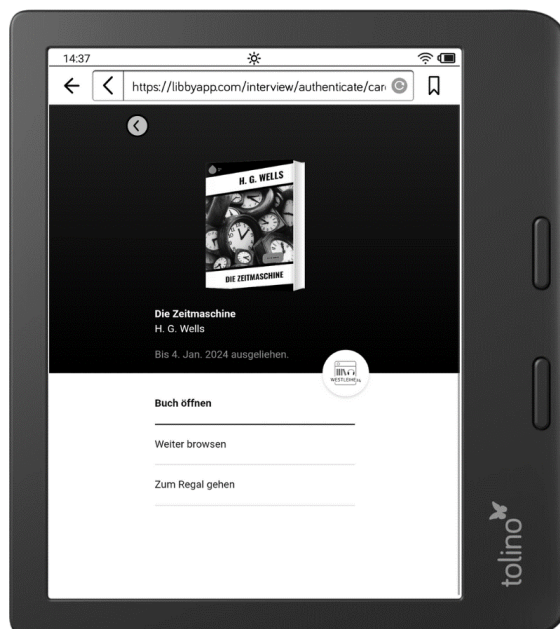 14:37
https://libbyapp.com/interview/authenticate/car
H. G. WELLS
DIE ZEITMASCHINE
Die Zeitmaschine
H. G. Wells
Bis 4. Jan. 2024 ausgeliehen.
Buch öffnen
Weiter browsen
Zum Regal gehen
tolino